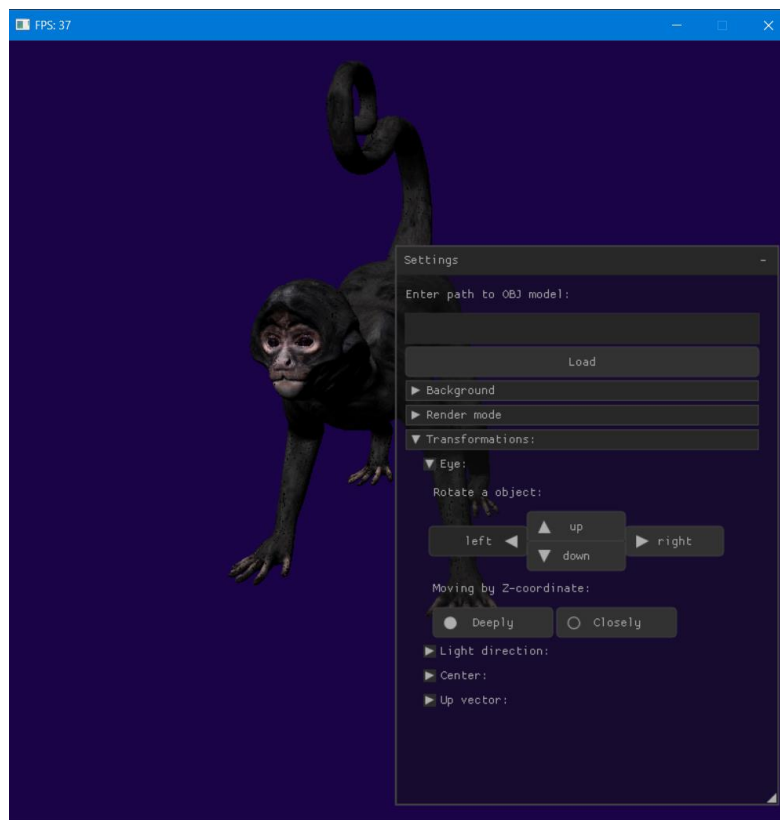 FPS: 37
Settings
Enter path to OBJ model:
Load
Background
Render mode
Transformations:
Eye:
Rotate a object:
up
left
right
down
Moving by Z-coordinate:
Deeply Closely
Light direction:
Center:
Up vector: